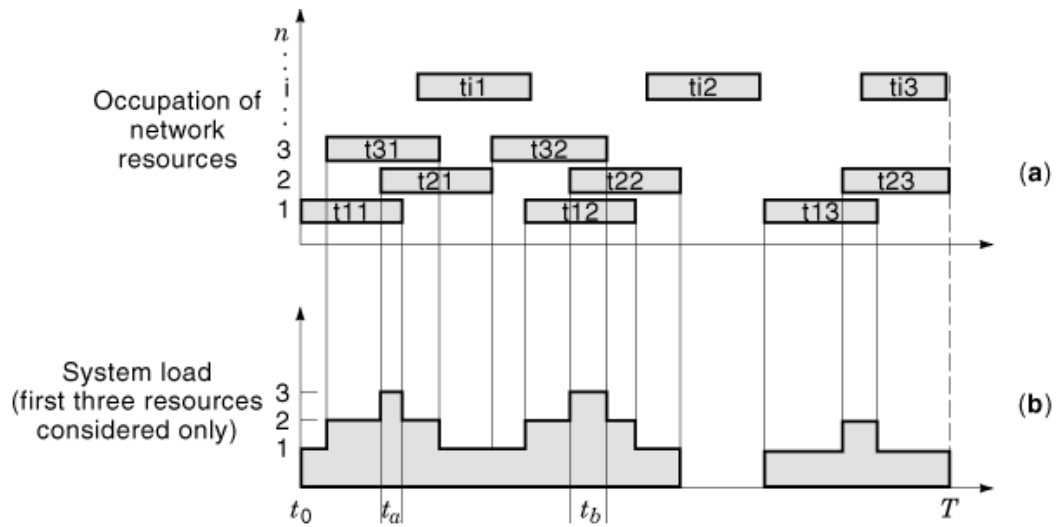 n
.
.
i
ti1 ti2 ti3
.
.
Occupation of
network
resources
3 t31 t32
2 t21 t22 t23
(a)
1 t11 t12 t13
System load
(first three resources
considered only)
3
2
1
(b)
t0 ta tb T